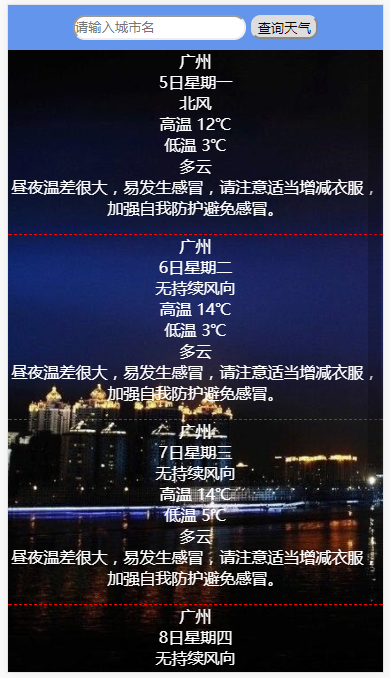 请输入城市名 查询天气
广州
5日星期一
北风
高温 12℃
低温 3℃
多云
昼夜温差很大，易发生感冒，请注意适当增减衣服，
加强自我防护避免感冒。
广州
6日星期二
无持续风向
高温 14℃
低温 3℃
多云
昼夜温差很大，易发生感冒，请注意适当增减衣服，
加强自我防护避免感冒。
广州
7日星期三
无持续风向
高温 14℃
低温 5℃
多云
昼夜温差很大，易发生感冒，请注意适当增减衣服，
加强自我防护避免感冒。
广州
8日星期四
无持续风向